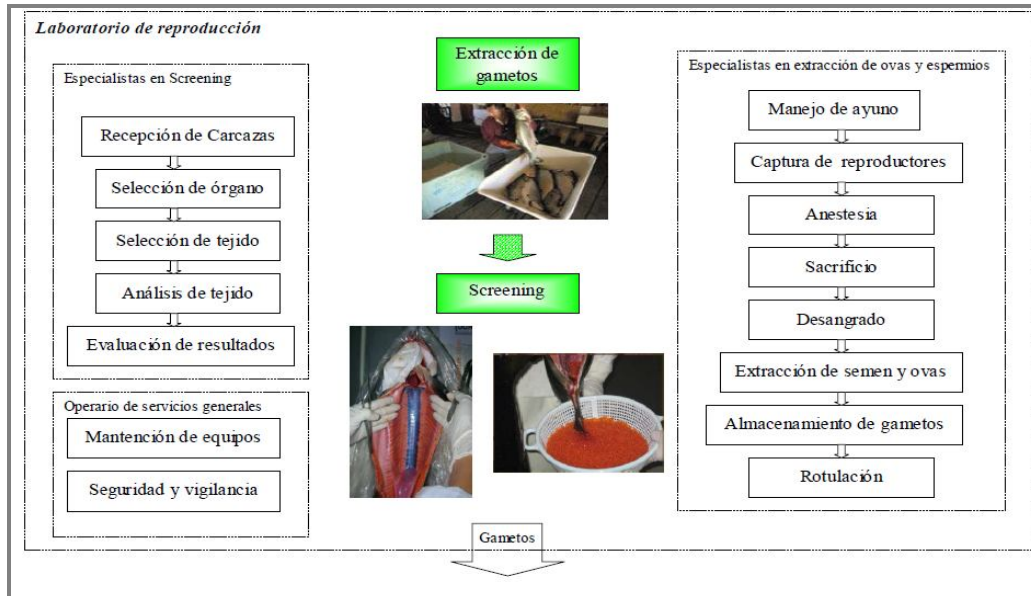 Laboratorio de reproducción
Especialistas en Screening
Recepción de Carcazas
Selección de órgano
Selección de tejido
Análisis de tejido
Evaluación de resultados
Operario de servicios generales
Mantención de equipos
Seguridad y vigilancia
Extracción de
gametos
Screening
Gametos
Especialistas en extracción de ovas y espermios
Manejo de ayuno
Captura de reproductores
Anestesia
Sacrificio
Desangrado
Extracción de semen y ovas
Almacenamiento de gametos
Rotulación